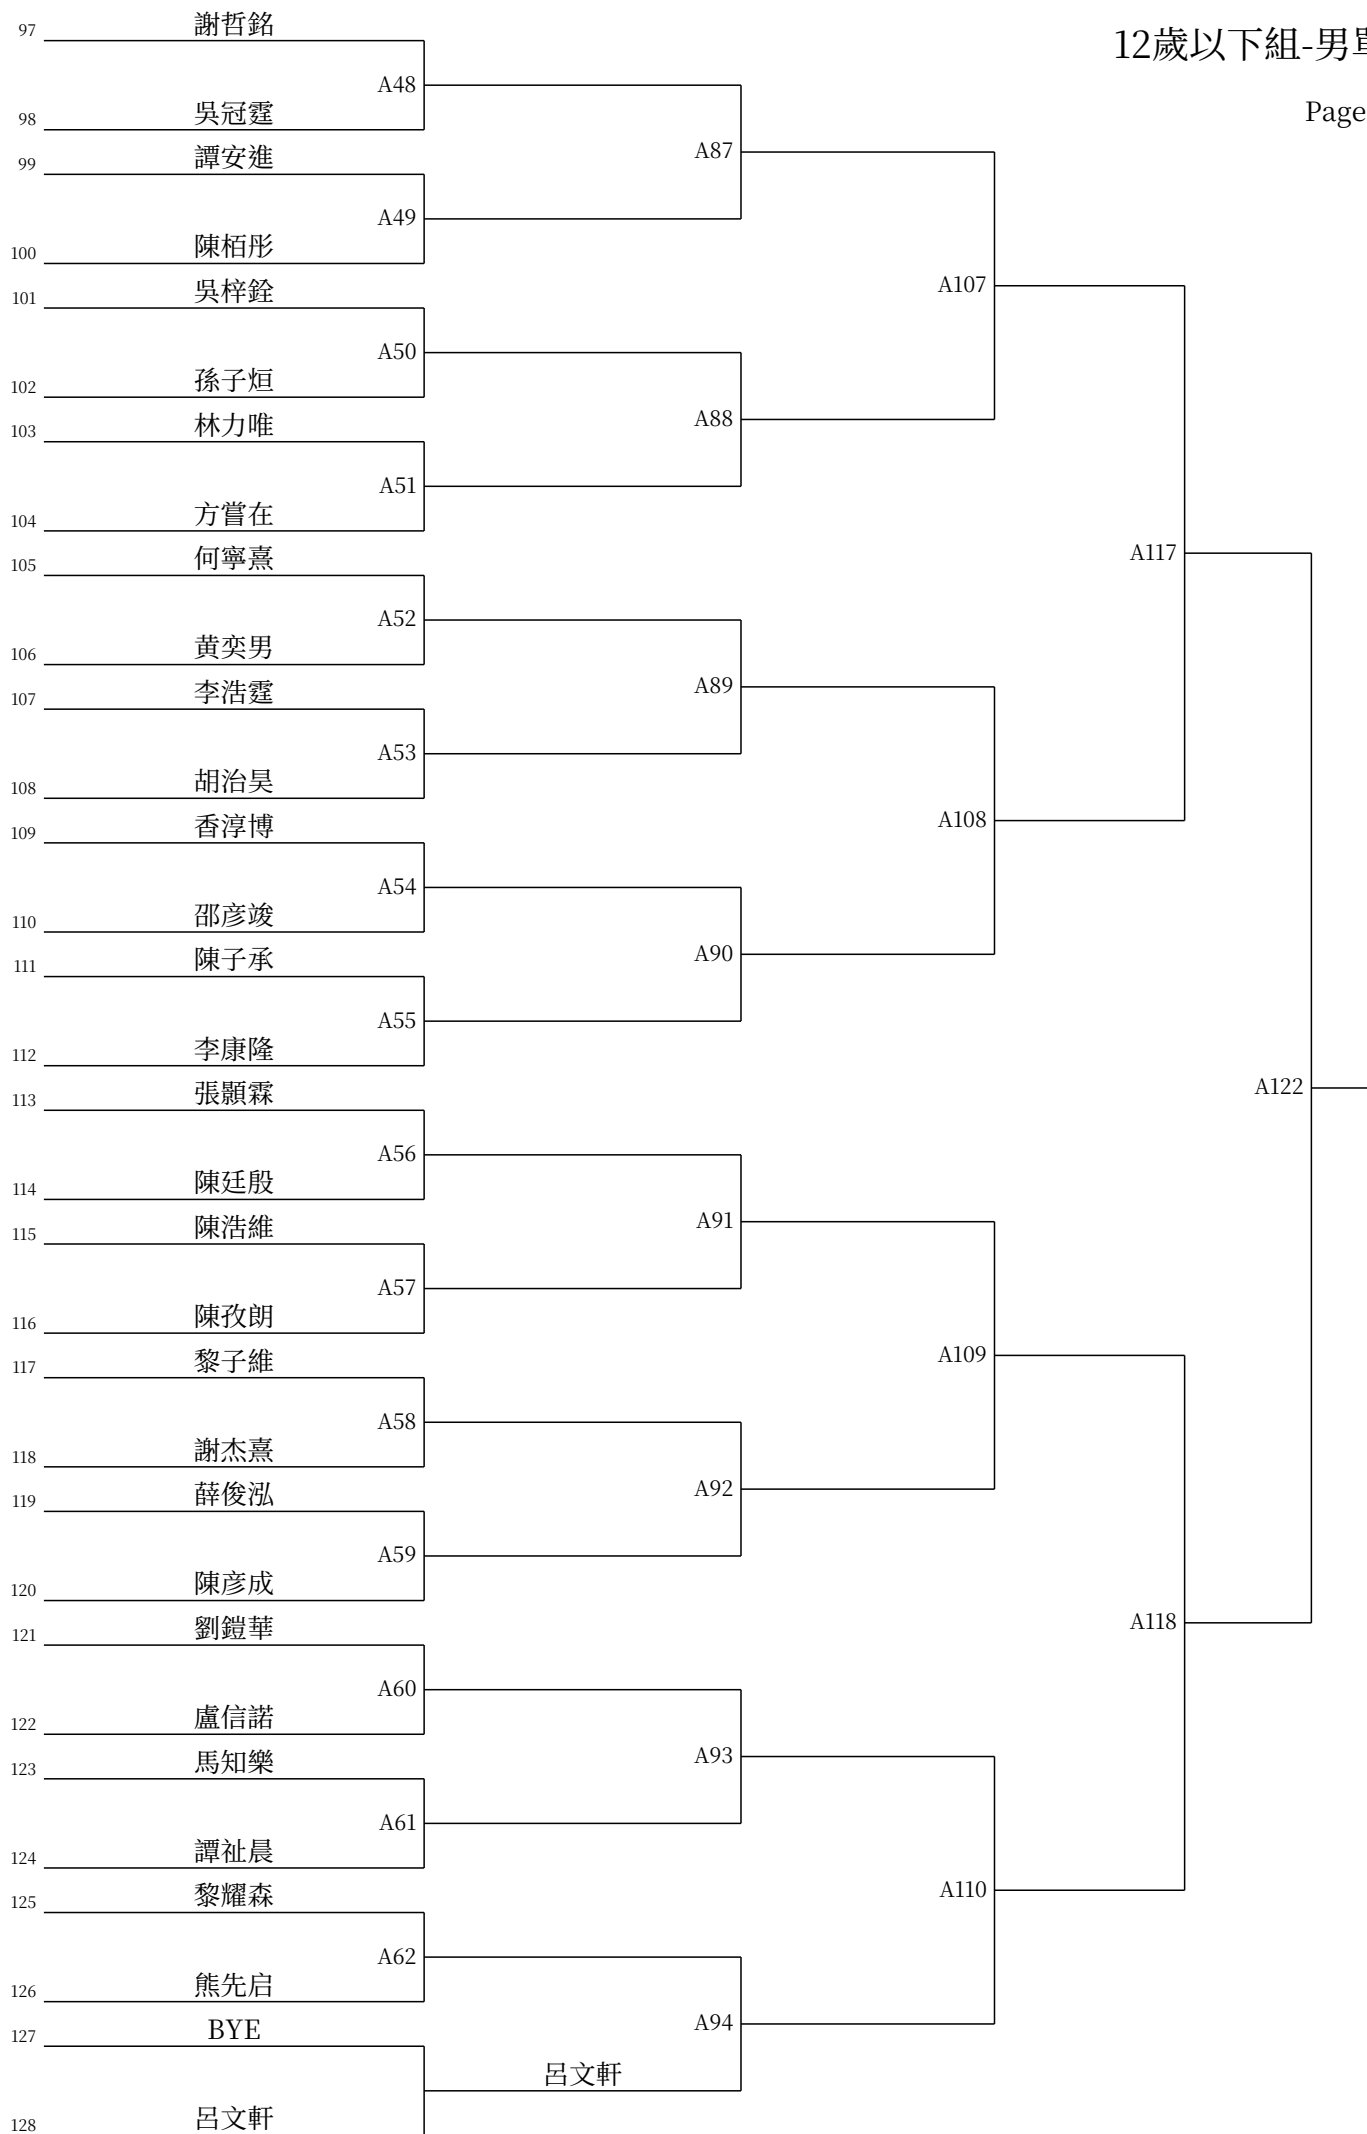 97 謝哲銘
12歲以下組-男單
A48
98 吳冠霆
Page
99 譚安進
A87
A49
100 陳栢彤
101 吳梓銓
A107
A50
102 孫子烜
103 林力唯
A88
A51
104 方嘗在
105 何寧熹
A117
A52
106 黄奕男
107 李浩霆
A89
A53
108 胡治昊
109 香淳博
A108
A54
110 邵彦竣
111 陳子承
A90
A55
112 李康隆
113 張顥霖
A122
A56
114 陳廷殷
115 陳浩維
A91
A57
116 陳孜朗
117 黎子維
A109
A58
118 謝杰熹
119 薛俊泓
A92
A59
120 陳彦成
121 劉鎧華
A118
A60
122 盧信諾
123 馬知樂
A93
A61
124 譚祉晨
125 黎耀森
A110
A62
126 熊先启
127 BYE
A94
呂文軒
128 呂文軒